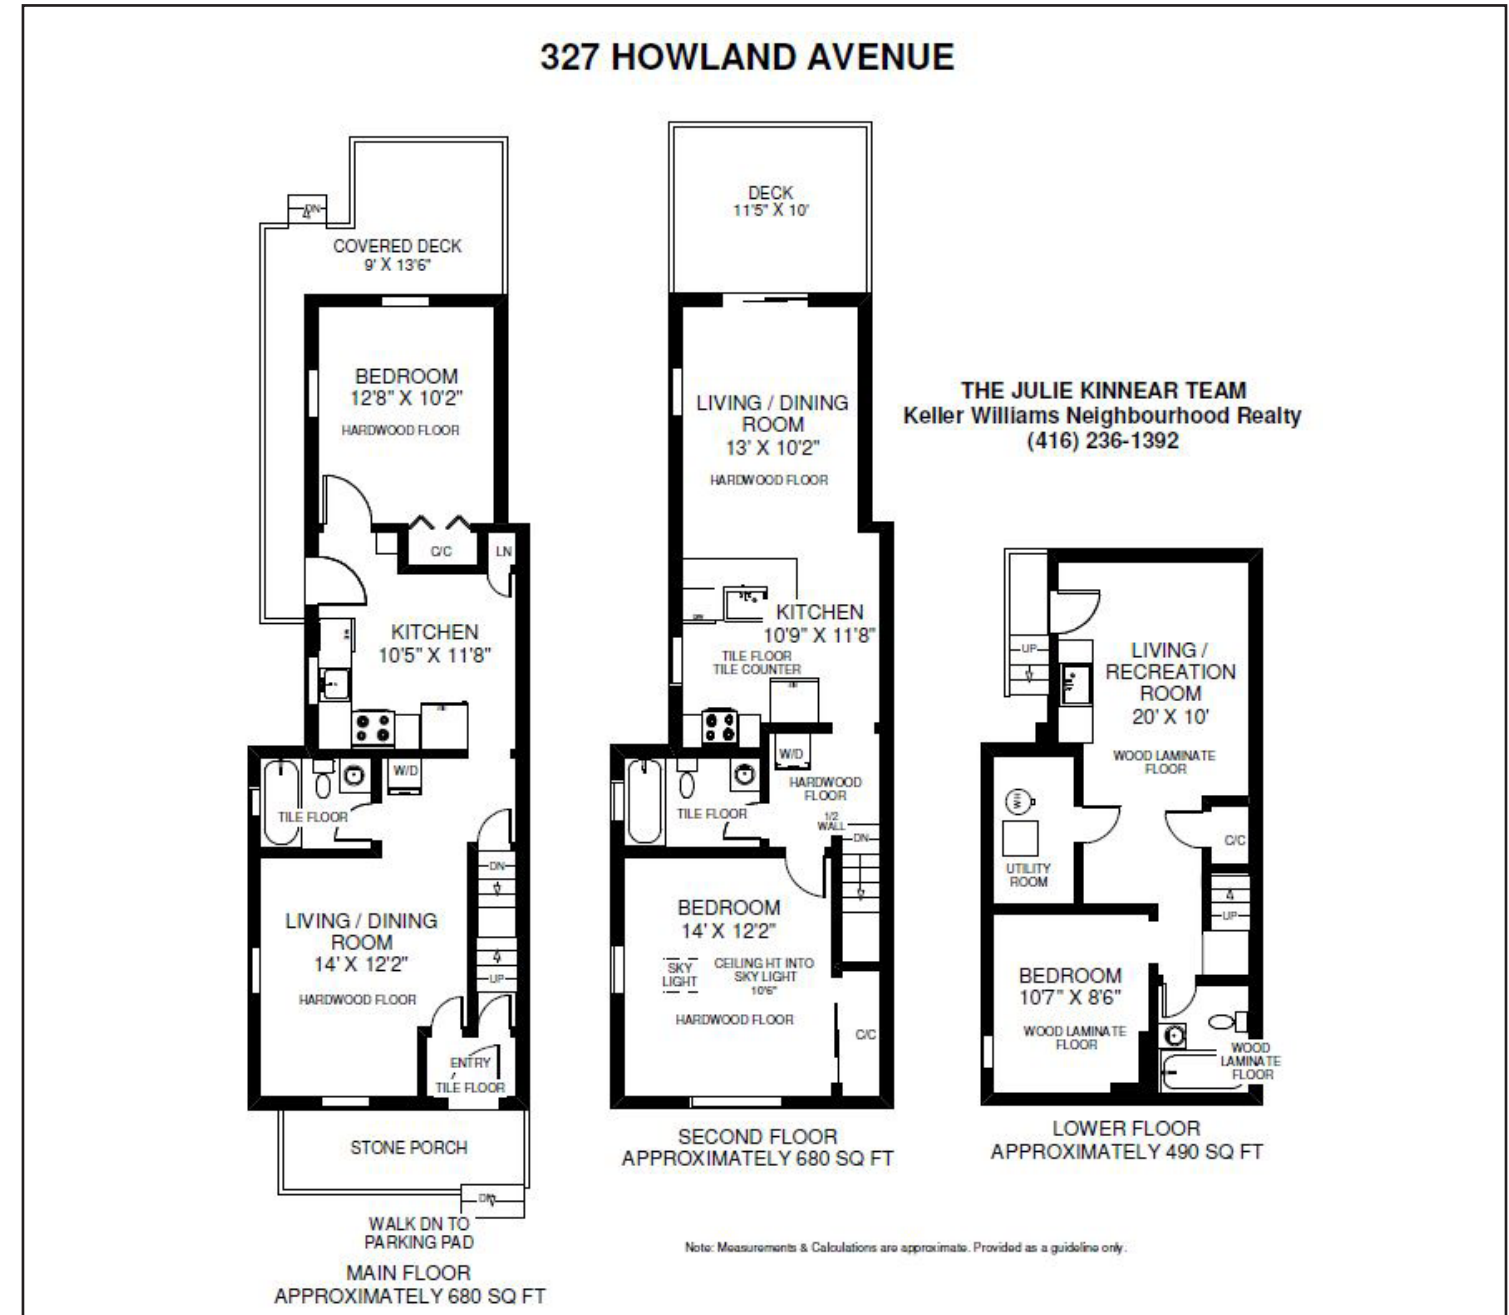 327 HOWLAND AVENUE
DN
COVERED DECK
9' X 13'6"
BEDROOM
12'8" X 10'2"
HARDWOOD FLOOR
C/C
LN
KITCHEN
10'5" X 11'8"
W/D
TILE FLOOR
DN
LIVING / DINING
ROOM
14' X 12'2"
HARDWOOD FLOOR
UP
ENTRY
TILE FLOOR
STONE PORCH
DN
WALK DN TO
PARKING PAD
MAIN FLOOR
APPROXIMATELY 680 SQ FT
DECK
11'5" X 10'
LIVING / DINING
ROOM
13' X 10'2"
HARDWOOD FLOOR
KITCHEN
10'9" X 11'8"
TILE FLOOR
TILE COUNTER
W/D
HARDWOOD
FLOOR
TILE FLOOR
1/2
WALL
DN
BEDROOM
14' X 12'2"
SKY
LIGHT
CEILING HT INTO
SKY LIGHT
10'6"
HARDWOOD FLOOR
C/C
SECOND FLOOR
APPROXIMATELY 680 SQ FT
THE JULIE KINNEAR TEAM
Keller Williams Neighbourhood Realty
(416) 236-1392
UP
LIVING /
RECREATION
ROOM
20' X 10'
WOOD LAMINATE
FLOOR
WH
UTILITY
ROOM
C/C
UP
BEDROOM
10'7" X 8'6"
WOOD LAMINATE
FLOOR
WOOD
LAMINATE
FLOOR
LOWER FLOOR
APPROXIMATELY 490 SQ FT
Note: Measurements & Calculations are approximate. Provided as a guideline only.